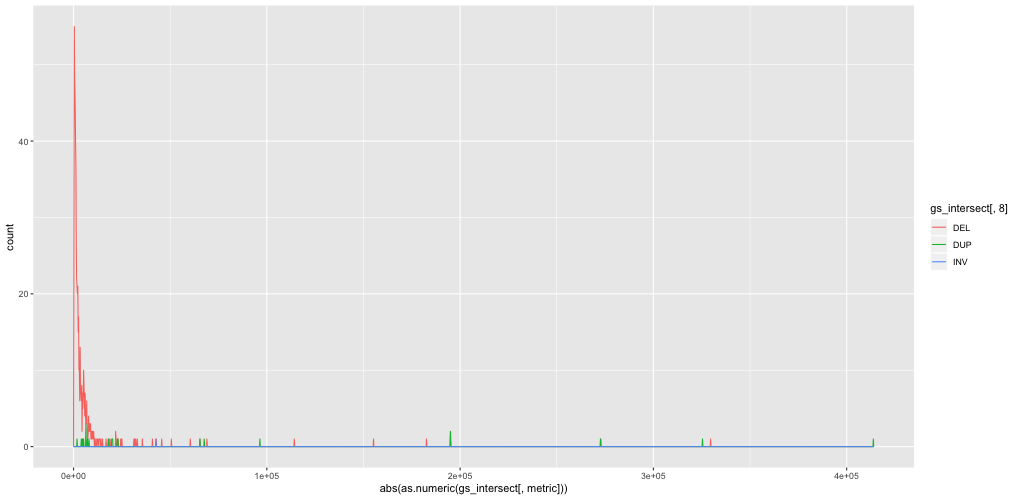 40
20
0
count
0e+00 1e+05 2e+05 3e+05 4e+05
abs(as.numeric(gs_intersect[, metric]))
gs_intersect[, 8]
DEL
DUP
INV